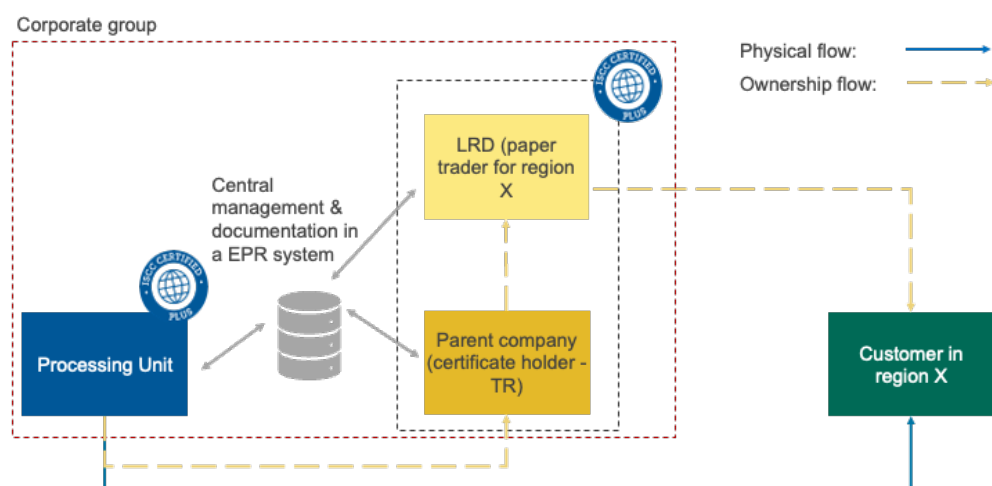 Corporate group
Physical flow:
Ownership flow:
ISCC CERTIFIED
PLUS
LRD (paper
trader for region
X
Central
management &
documentation in
a EPR system
ISCC CERTIFIED
PLUS
Processing Unit
Parent company
(certificate holder -
TR)
Customer in
region X